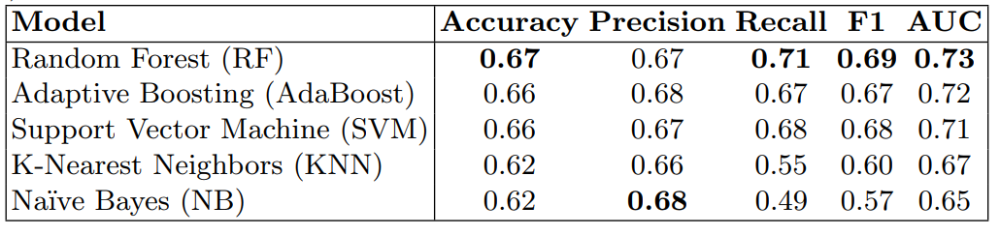 Model Accuracy Precision Recall F1 AUC
Random Forest (RF) 0.67 0.67 0.71 0.69 0.73
Adaptive Boosting (AdaBoost) 0.66 0.68 0.67 0.67 0.72
Support Vector Machine (SVM) 0.66 0.67 0.68 0.68 0.71
K-Nearest Neighbors (KNN) 0.62 0.66 0.55 0.60 0.67
Naïve Bayes (NB) 0.62 0.68 0.49 0.57 0.65